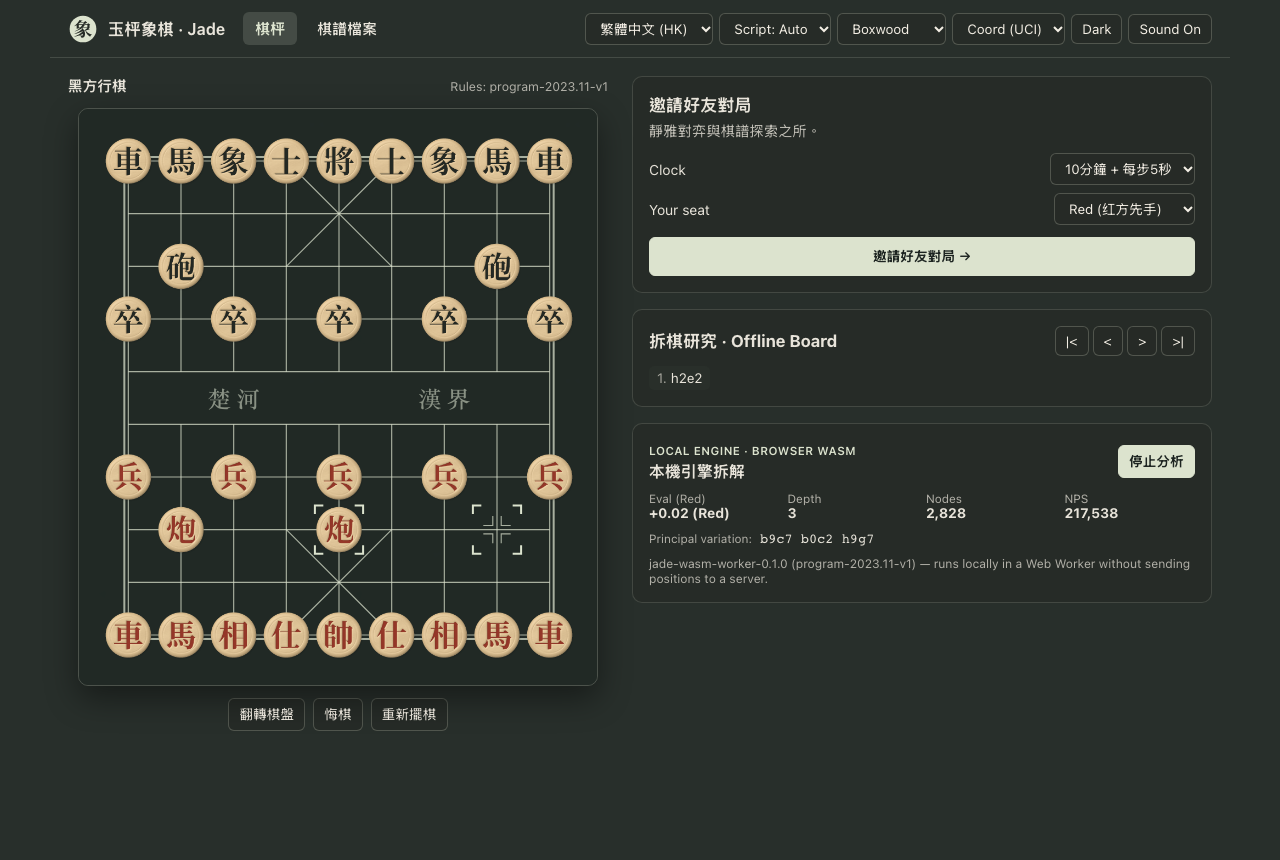 象 玉枰象棋 · Jade 棋枰 棋譜檔案 繁體中文 (HK) Script: Auto Boxwood Coord (UCI) Dark Sound On
黑方行棋 Rules: program-2023.11-v1
車 馬 象 士 將 士 象 馬 車
砲 砲
卒 卒 卒 卒 卒
楚河 漢界
兵 兵 兵 兵 兵
炮 炮
車 馬 相 仕 帥 仕 相 馬 車
翻轉棋盤 悔棋 重新擺棋
邀請好友對局
靜雅對弈與棋譜探索之所。
Clock 10分鐘 + 每步5秒
Your seat Red (红方先手)
邀請好友對局 →
拆棋研究 · Offline Board |< < > >|
1. h2e2
LOCAL ENGINE · BROWSER WASM
本機引擎拆解 停止分析
Eval (Red) Depth Nodes NPS
+0.02 (Red) 3 2,828 217,538
Principal variation: b9c7 b0c2 h9g7
jade-wasm-worker-0.1.0 (program-2023.11-v1) — runs locally in a Web Worker without sending
positions to a server.